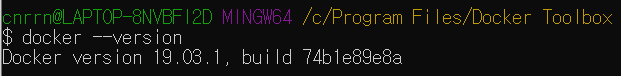 cnrrn@LAPTOP-8NVBFI2D MINGW64 /c/Program Files/Docker Toolbox
$ docker --version
Docker version 19.03.1, build 74b1e89e8a